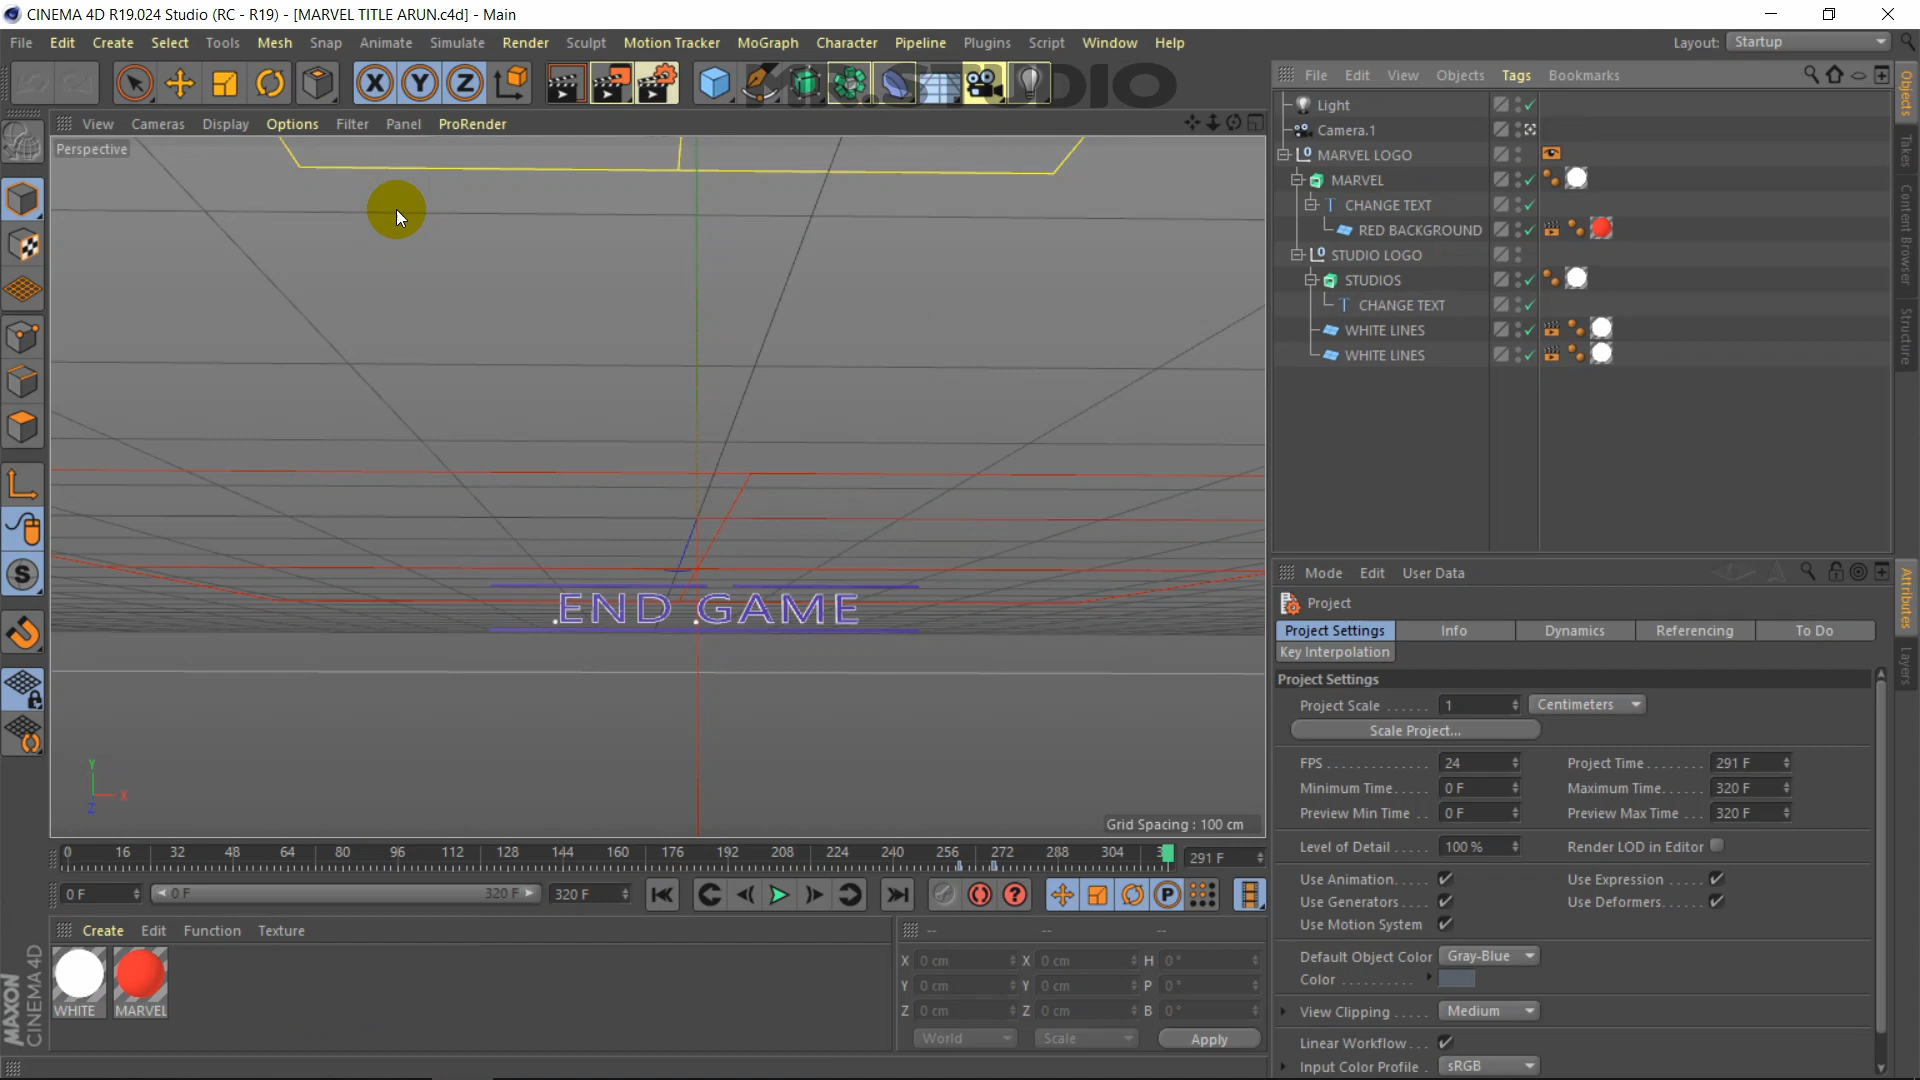 CINEMA 4D R19.024 Studio (RC - R19) - [MARVEL TITLE ARUN.c4d] - Main
File Edit Create Select Tools Mesh Snap Animate Simulate Render Sculpt Motion Tracker MoGraph Character Pipeline Plugins Script Window Help Layout: Startup
File Edit View Objects Tags Bookmarks
View Cameras Display Options Filter Panel ProRender
Perspective
Light
Camera.1
MARVEL LOGO
MARVEL
CHANGE TEXT
RED BACKGROUND
STUDIO LOGO
STUDIOS
CHANGE TEXT
WHITE LINES
WHITE LINES
Objects
Takes
Content Browser
Structure
END GAME
Y
X
Z
Grid Spacing : 100 cm
0 16 32 48 64 80 96 112 128 144 160 176 192 208 224 240 256 272 288 304 291 F
0 F 0 F 320 F 320 F
Create Edit Function Texture
WHITE MARVEL
MAXON
CINEMA 4D
-- -- --
X 0 cm X 0 cm H 0°
Y 0 cm Y 0 cm P 0°
Z 0 cm Z 0 cm B 0°
World Scale Apply
Mode Edit User Data
Project
Project Settings Info Dynamics Referencing To Do
Key Interpolation
Project Settings
Project Scale 1 Centimeters
Scale Project...
FPS 24 Project Time 291 F
Minimum Time 0 F Maximum Time 320 F
Preview Min Time 0 F Preview Max Time 320 F
Level of Detail 100 % Render LOD in Editor
Use Animation Use Expression
Use Generators Use Deformers
Use Motion System
Default Object Color Gray-Blue
Color
View Clipping Medium
Linear Workflow
Input Color Profile sRGB
Attributes
Layers